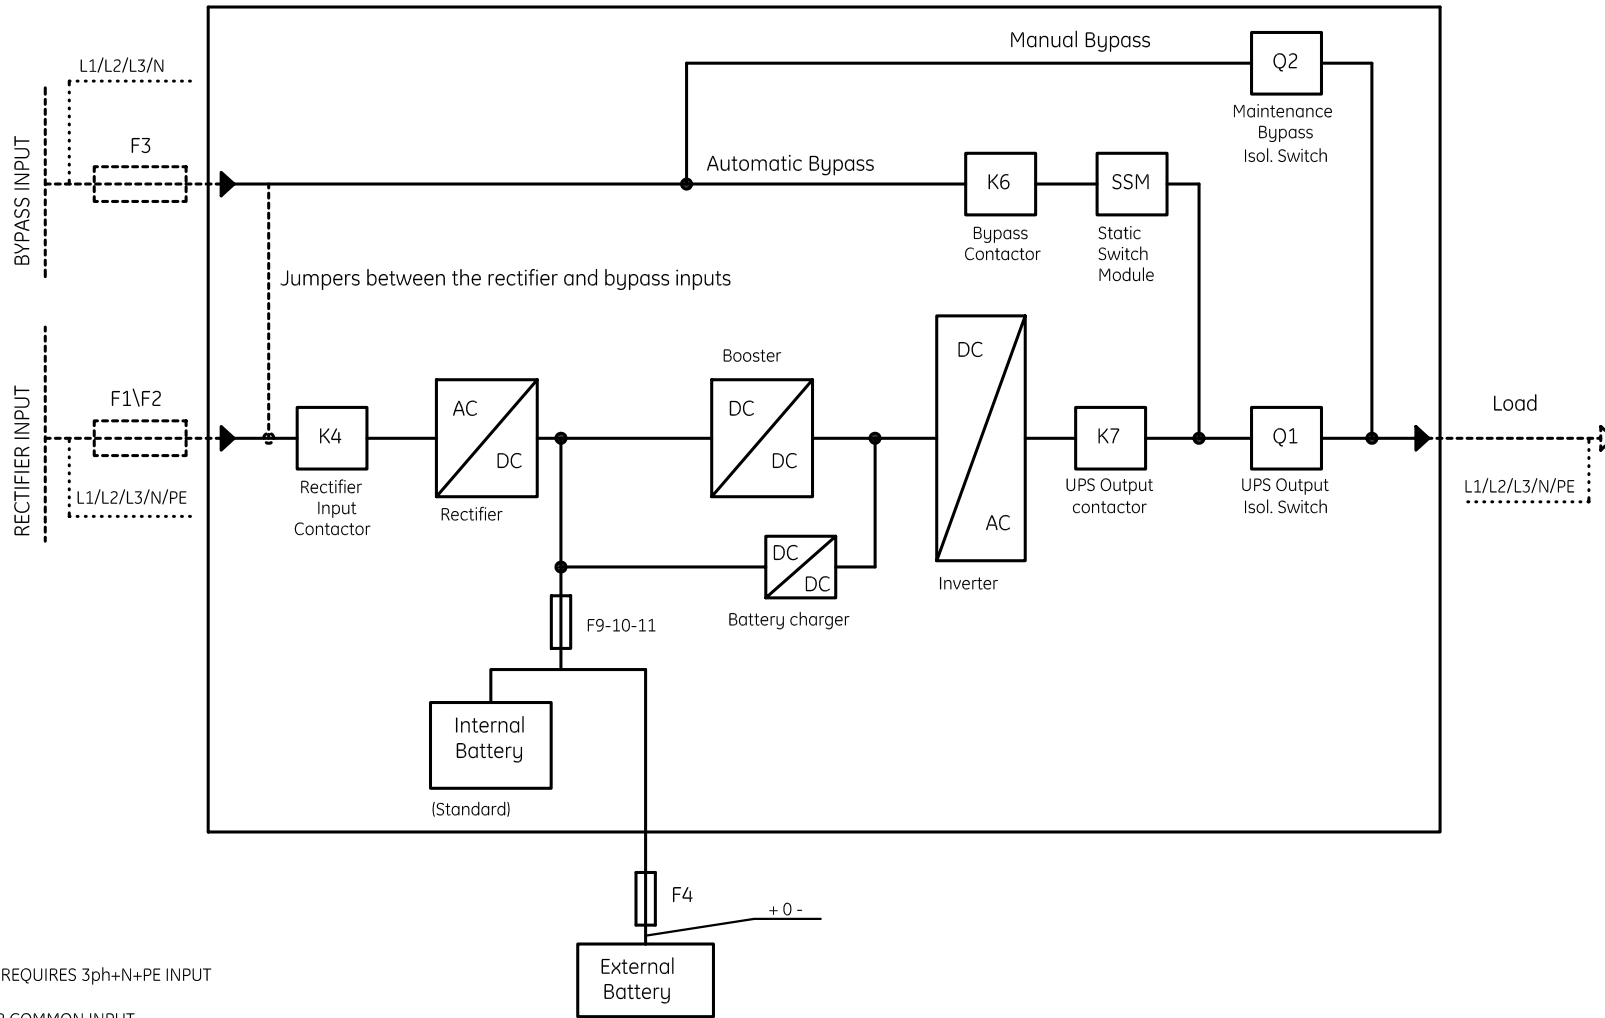 Manual Bypass
Q2
L1/L2/L3/N
Maintenance
Bypass
Isol. Switch
F3
BYPASS INPUT
Automatic Bypass
K6
SSM
Bypass
Contactor
Static
Switch
Module
Jumpers between the rectifier and bypass inputs
DC
AC
Inverter
Booster
DC
DC
RECTIFIER INPUT
F1\F2
L1/L2/L3/N/PE
K4
Rectifier
Input
Contactor
AC
DC
Rectifier
K7
UPS Output
contactor
Q1
UPS Output
Isol. Switch
Load
L1/L2/L3/N/PE
DC
DC
Battery charger
F9-10-11
Internal
Battery
(Standard)
F4
+ 0 -
External
Battery
REQUIRES 3ph+N+PE INPUT
COMMON INPUT